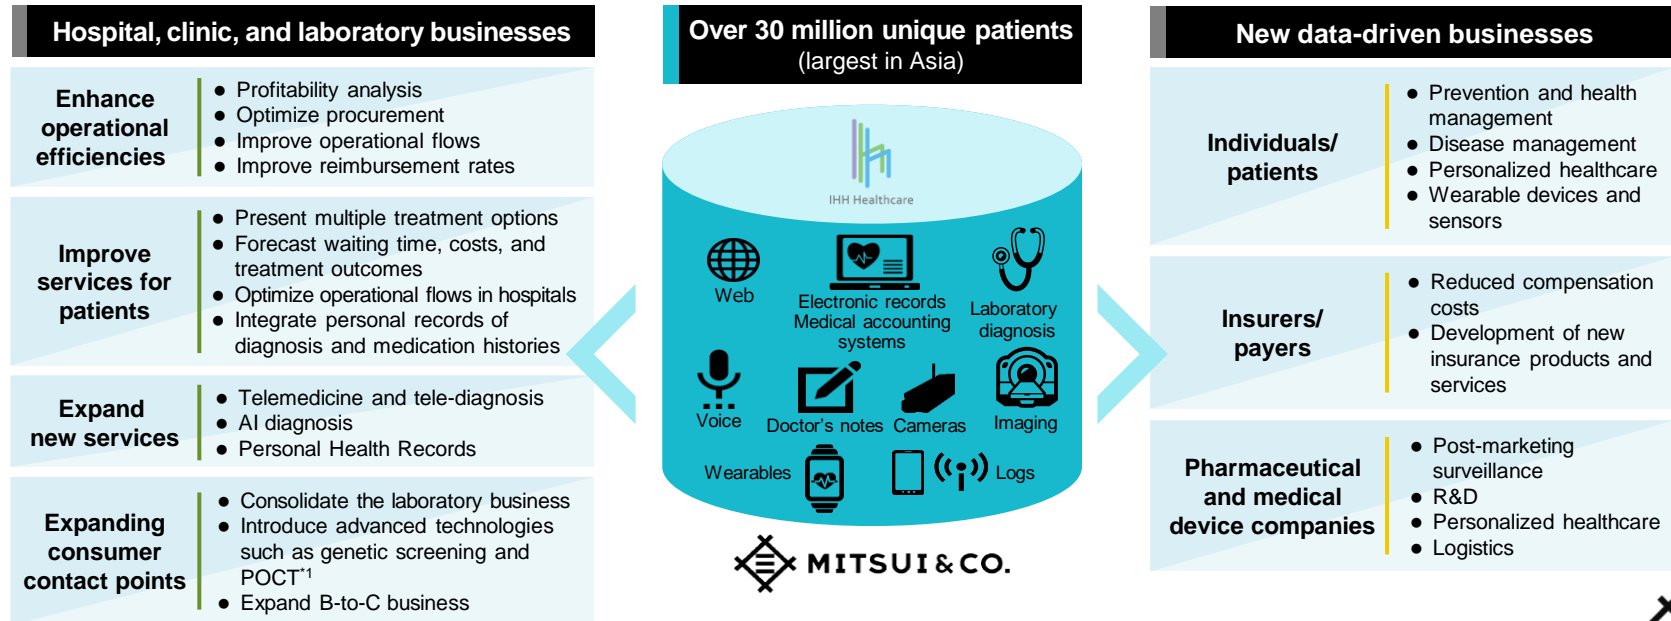 Hospital, clinic, and laboratory businesses
Enhance
operational
efficiencies
● Profitability analysis
● Optimize procurement
● Improve operational flows
● Improve reimbursement rates
Improve
services for
patients
● Present multiple treatment options
● Forecast waiting time, costs, and
treatment outcomes
● Optimize operational flows in hospitals
● Integrate personal records of
diagnosis and medication histories
Expand
new services
● Telemedicine and tele-diagnosis
● AI diagnosis
● Personal Health Records
Expanding
consumer
contact points
● Consolidate the laboratory business
● Introduce advanced technologies
such as genetic screening and
POCT*1
● Expand B-to-C business
Over 30 million unique patients
(largest in Asia)
IHH Healthcare
Web
Electronic records
Medical accounting
systems
Laboratory
diagnosis
Voice
Doctor's notes
Cameras
Imaging
Wearables
Logs
MITSUI & CO.
New data-driven businesses
Individuals/
patients
● Prevention and health
management
● Disease management
● Personalized healthcare
● Wearable devices and
sensors
Insurers/
payers
● Reduced compensation
costs
● Development of new
insurance products and
services
Pharmaceutical
and medical
device companies
● Post-marketing
surveillance
● R&D
● Personalized healthcare
● Logistics